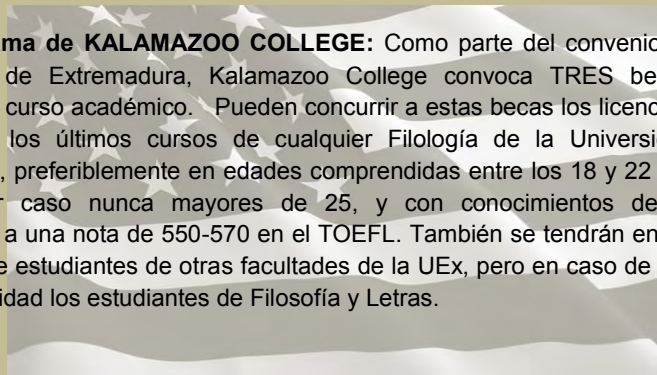 ma de KALAMAZOO COLLEGE: Como parte del convenio
de Extremadura, Kalamazoo College convoca TRES be
curso académico. Pueden concurrir a estas becas los licenc
los últimos cursos de cualquier Filología de la Universi
, preferiblemente en edades comprendidas entre los 18 y 22
r caso nunca mayores de 25, y con conocimientos de
a una nota de 550-570 en el TOEFL. También se tendrán en
e estudiantes de otras facultades de la UEx, pero en caso de
idad los estudiantes de Filosofía y Letras.